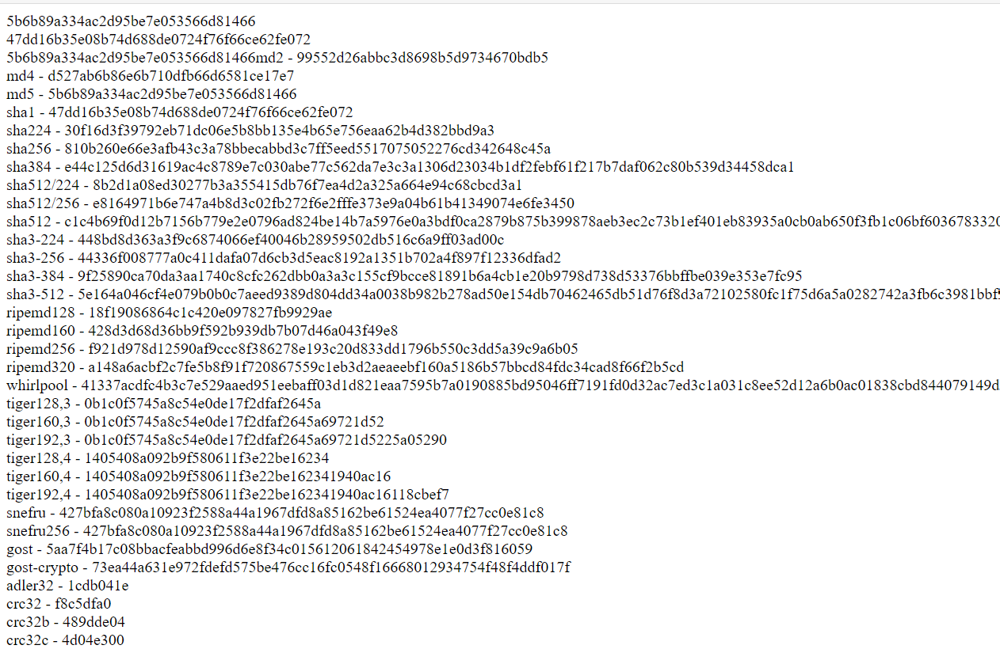 5b6b89a334ac2d95be7e053566d81466
47dd16b35e08b74d688de0724f76f66ce62fe072
5b6b89a334ac2d95be7e053566d81466md2 - 99552d26abbc3d8698b5d9734670bdb5
md4 - d527ab6b86e6b710dfb66d6581ce17e7
md5 - 5b6b89a334ac2d95be7e053566d81466
sha1 - 47dd16b35e08b74d688de0724f76f66ce62fe072
sha224 - 30f16d3f39792eb71dc06e5b8bb135e4b65e756eaa62b4d382bbd9a3
sha256 - 810b260e66e3afb43c3a78bbecabbd3c7ff5eed5517075052276cd342648c45a
sha384 - e44c125d6d31619ac4c8789e7c030abe77c562da7e3c3a1306d23034b1df2febf61f217b7daf062c80b539d34458dca1
sha512/224 - 8b2d1a08ed30277b3a355415db76f7ea4d2a325a664e94c68cbcd3a1
sha512/256 - e8164971b6e747a4b8d3c02fb272f6e2fffe373e9a04b61b41349074e6fe3450
sha512 - c1c4b69f0d12b7156b779e2e0796ad824be14b7a5976e0a3bdf0ca2879b875b399878aeb3ec2c73b1ef401eb83935a0cb0ab650f3fb1c06bf6036783320
sha3-224 - 448bd8d363a3f9c6874066ef40046b28959502db516c6a9ff03ad00c
sha3-256 - 44336f008777a0c411dafa07d6cb3d5eac8192a1351b702a4f897f12336dfad2
sha3-384 - 9f25890ca70da3aa1740c8cfc262dbb0a3a3c155cf9bcce81891b6a4cb1e20b9798d738d53376bbffbe039e353e7fc95
sha3-512 - 5e164a046cf4e079b0b0c7aeed9389d804dd34a0038b982b278ad50e154db70462465db51d76f8d3a72102580fc1f75d6a5a0282742a3fb6c3981bbf
ripemd128 - 18f19086864c1c420e097827fb9929ae
ripemd160 - 428d3d68d36bb9f592b939db7b07d46a043f49e8
ripemd256 - f921d978d12590af9ccc8f386278e193c20d833dd1796b550c3dd5a39c9a6b05
ripemd320 - a148a6acbf2c7fe5b8f91f720867559c1eb3d2aeaeebf160a5186b57bbcd84fdc34cad8f66f2b5cd
whirlpool - 41337acdfc4b3c7e529aaed951eebaff03d1d821eaa7595b7a0190885bd95046ff7191fd0d32ac7ed3c1a031c8ee52d12a6b0ac01838cbd844079149d
tiger128,3 - 0b1c0f5745a8c54e0de17f2dfaf2645a
tiger160,3 - 0b1c0f5745a8c54e0de17f2dfaf2645a69721d52
tiger192,3 - 0b1c0f5745a8c54e0de17f2dfaf2645a69721d5225a05290
tiger128,4 - 1405408a092b9f580611f3e22be16234
tiger160,4 - 1405408a092b9f580611f3e22be162341940ac16
tiger192,4 - 1405408a092b9f580611f3e22be162341940ac16118cbef7
snefru - 427bfa8c080a10923f2588a44a1967dfd8a85162be61524ea4077f27cc0e81c8
snefru256 - 427bfa8c080a10923f2588a44a1967dfd8a85162be61524ea4077f27cc0e81c8
gost - 5aa7f4b17c08bbacfeabbd996d6e8f34c015612061842454978e1e0d3f816059
gost-crypto - 73ea44a631e972fdefd575be476cc16fc0548f16668012934754f48f4ddf017f
adler32 - 1cdb041e
crc32 - f8c5dfa0
crc32b - 489dde04
crc32c - 4d04e300